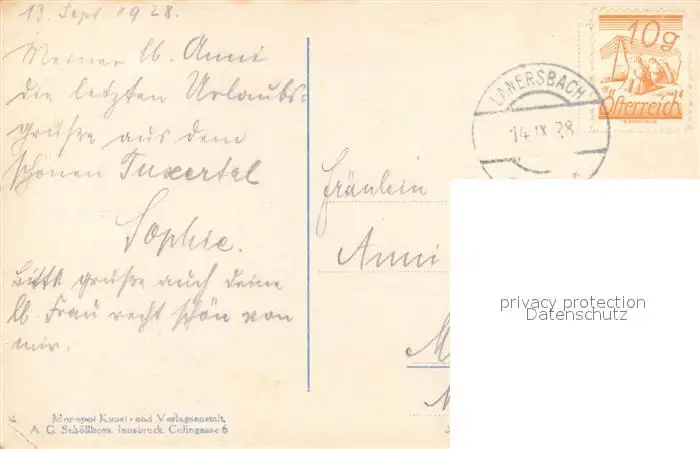 13. Sept. 1928.
Meiner lb. Anni
die letzten Urlaubs-
grüße aus dem
schönen Tuxertal
Sophie.
Bitte grüße auch deine
lb. Frau recht schön von
mir.
Monopol Kunst- und Verlagsanstalt,
A. G. Schöllhorn, Innsbruck, Colingasse 6
10g
Österreich
LANERSBACH
14 IX 28
Fräulein
Anni
M
privacy protection
Datenschutz